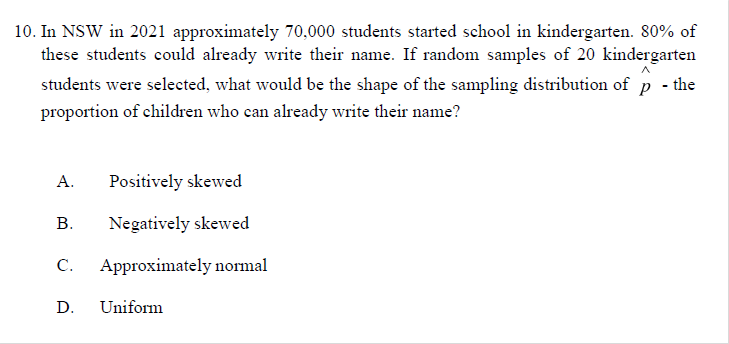 10. In NSW in 2021 approximately 70,000 students started school in kindergarten. 80% of
these students could already write their name. If random samples of 20 kindergarten
students were selected, what would be the shape of the sampling distribution of p̂ - the
proportion of children who can already write their name?
A. Positively skewed
B. Negatively skewed
C. Approximately normal
D. Uniform